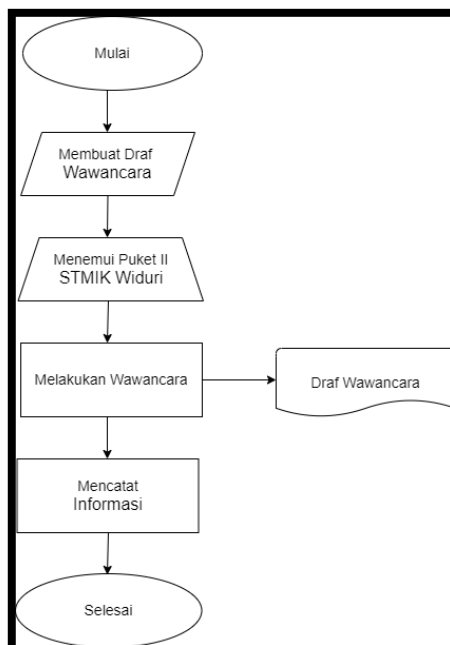 Mulai
Membuat Draf
Wawancara
Menemui Puket II
STMIK Widuri
Melakukan Wawancara
Draf Wawancara
Mencatat
Informasi
Selesai